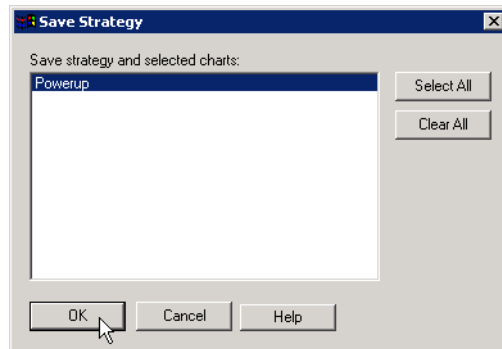 Save Strategy
Save strategy and selected charts:
Powerup
Select All
Clear All
OK
Cancel
Help